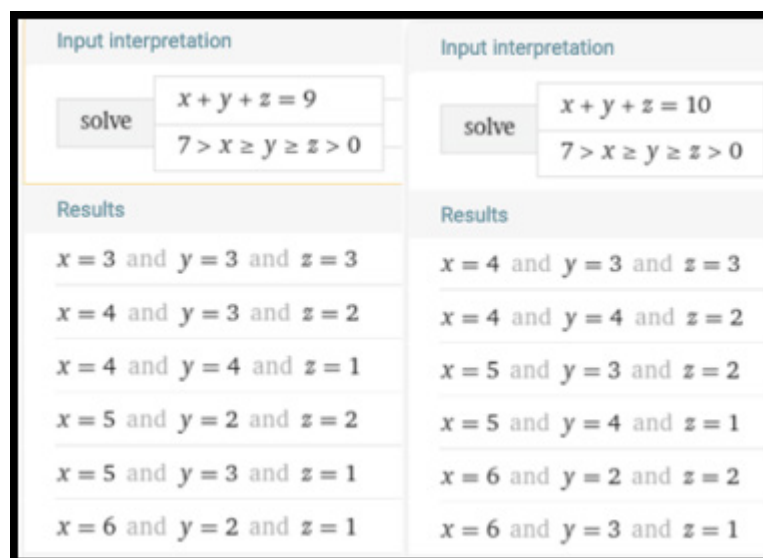 Input interpretation
solve
x + y + z = 9
7 > x ≥ y ≥ z > 0
Results
x = 3 and y = 3 and z = 3
x = 4 and y = 3 and z = 2
x = 4 and y = 4 and z = 1
x = 5 and y = 2 and z = 2
x = 5 and y = 3 and z = 1
x = 6 and y = 2 and z = 1
Input interpretation
solve
x + y + z = 10
7 > x ≥ y ≥ z > 0
Results
x = 4 and y = 3 and z = 3
x = 4 and y = 4 and z = 2
x = 5 and y = 3 and z = 2
x = 5 and y = 4 and z = 1
x = 6 and y = 2 and z = 2
x = 6 and y = 3 and z = 1